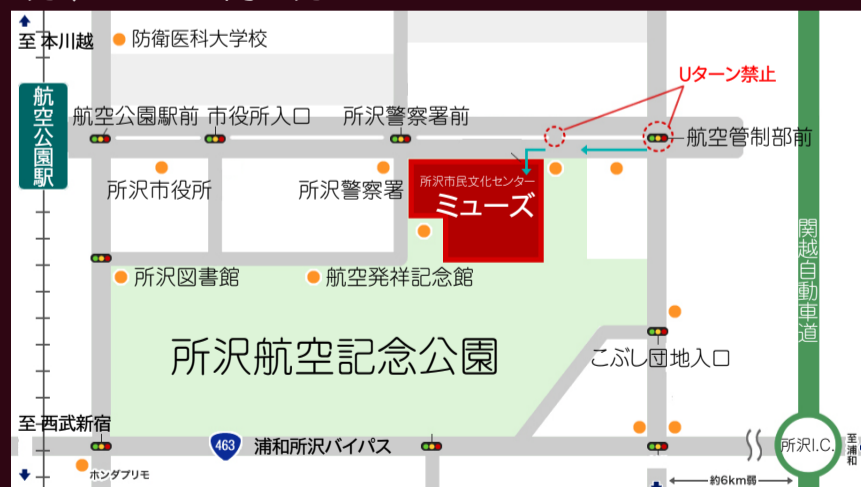 至 本川越
防衛医科大学校
Uターン禁止
航空公園駅
航空公園駅前
市役所入口
所沢警察署前
航空管制部前
所沢市役所
所沢警察署
所沢市民文化センター
ミューズ
関越自動車道
所沢図書館
航空発祥記念館
所沢航空記念公園
こぶし団地入口
至 西武新宿
463
浦和所沢バイパス
所沢I.C.
至浦和
ホンダプリモ
約6km弱